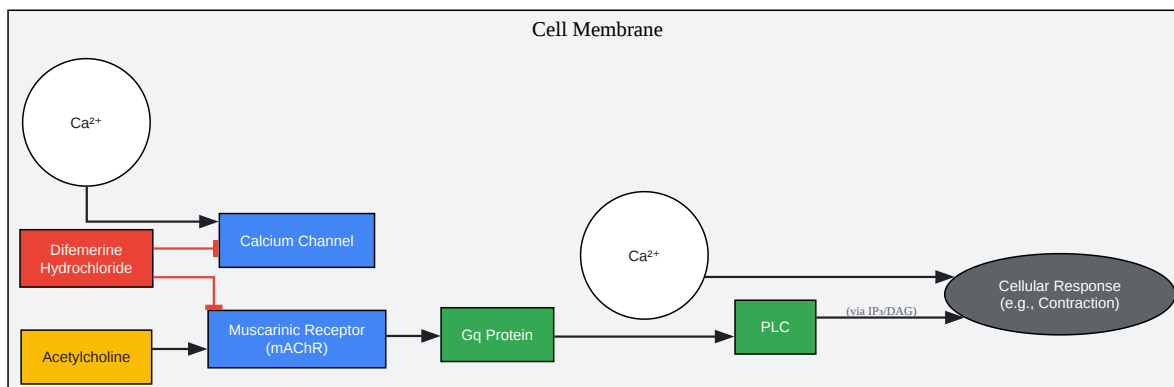 Cell Membrane
Ca²⁺
Calcium Channel
Difemerine
Hydrochloride
Ca²⁺
Cellular Response
(e.g., Contraction)
(via IP₃/DAG)
Muscarinic Receptor
(mAChR)
Gq Protein
PLC
Acetylcholine